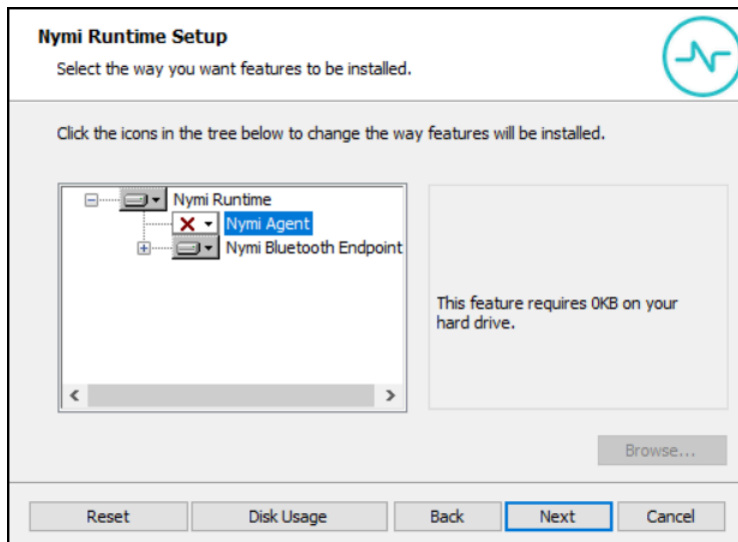 Nymi Runtime Setup
Select the way you want features to be installed.
Click the icons in the tree below to change the way features will be installed.
Nymi Runtime
Nymi Agent
Nymi Bluetooth Endpoint
This feature requires 0KB on your
hard drive.
Browse...
Reset
Disk Usage
Back
Next
Cancel